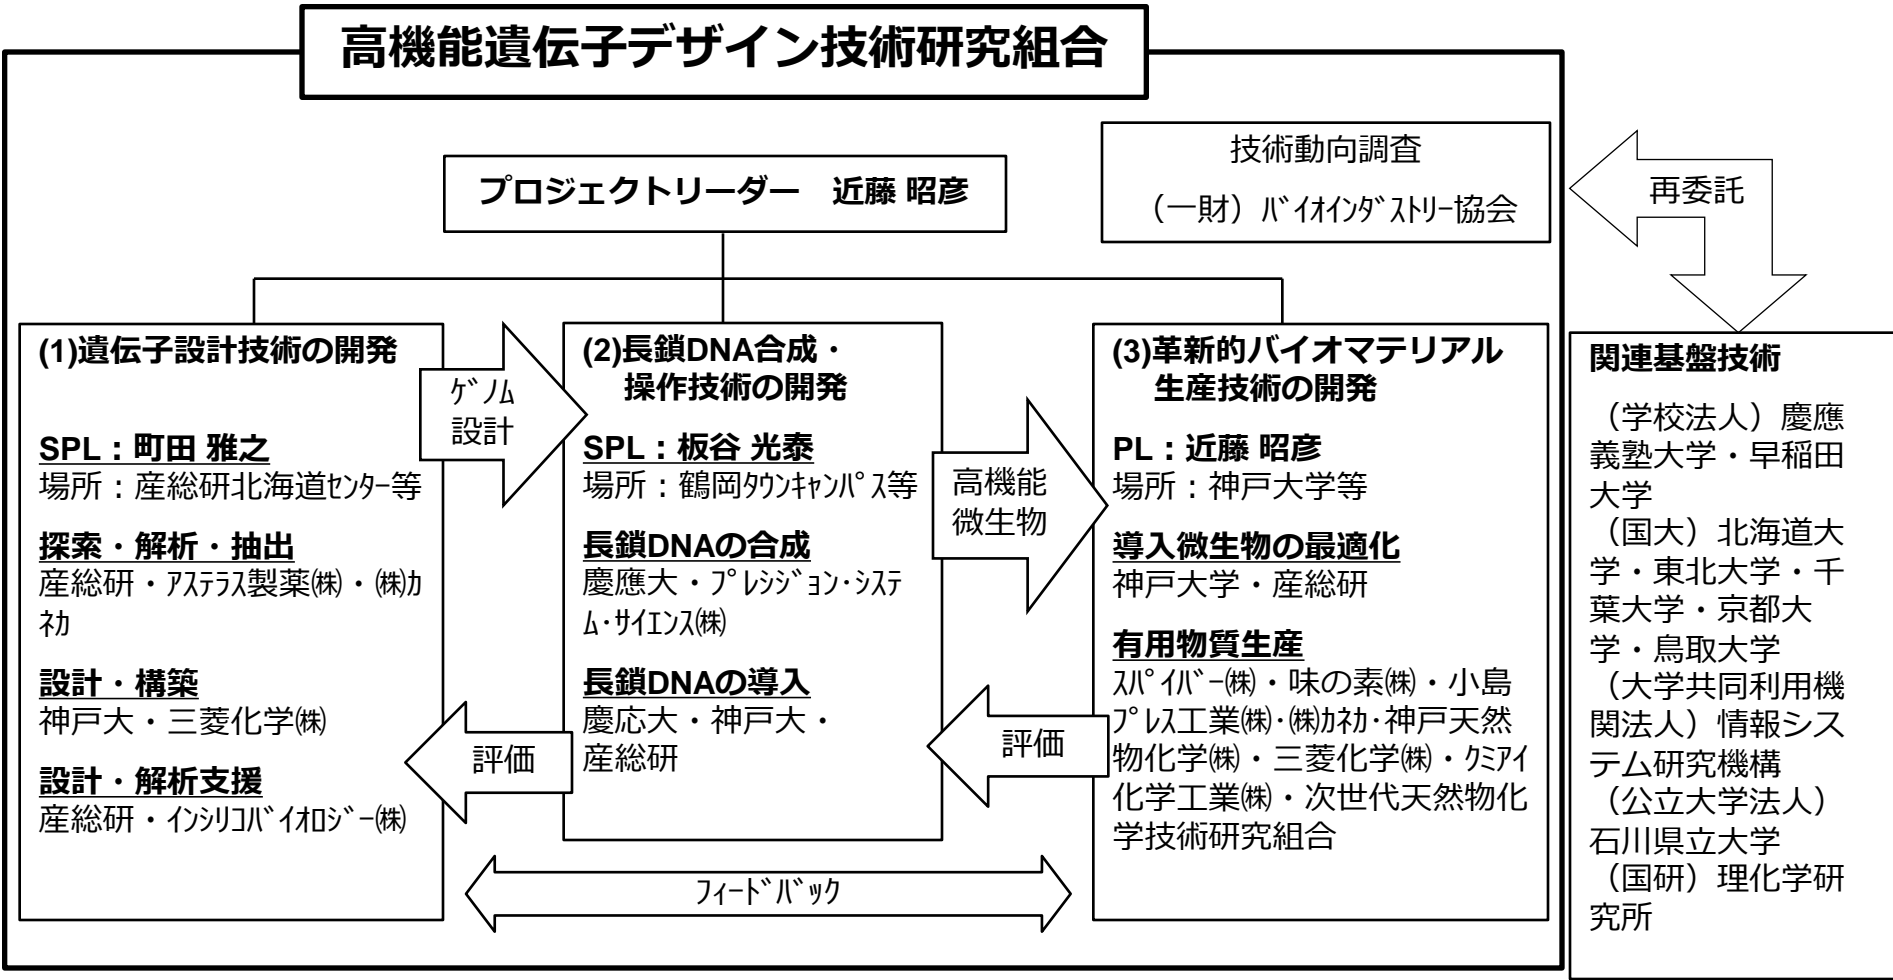 高機能遺伝子デザイン技術研究組合
技術動向調査
（一財）ﾊﾞｲｵｲﾝﾀﾞｽﾄﾘｰ協会
プロジェクトリーダー　近藤 昭彦
再委託
(1)遺伝子設計技術の開発
SPL：町田 雅之
場所：産総研北海道ｾﾝﾀｰ等
探索・解析・抽出
産総研・ｱｽﾃﾗｽ製薬㈱・㈱ｶ
ﾈｶ
設計・構築
神戸大・三菱化学㈱
設計・解析支援
産総研・ｲﾝｼﾘｺﾊﾞｲｵﾛｼﾞｰ㈱
ｹﾞﾉﾑ
設計
(2)長鎖DNA合成・
操作技術の開発
SPL：板谷 光泰
場所：鶴岡ﾀｳﾝｷｬﾝﾊﾟｽ等
長鎖DNAの合成
慶應大・ﾌﾟﾚｼｼﾞｮﾝ･ｼｽﾃ
ﾑ･ｻｲｴﾝｽ㈱
長鎖DNAの導入
慶応大・神戸大・
産総研
高機能
微生物
(3)革新的バイオマテリアル
生産技術の開発
PL：近藤 昭彦
場所：神戸大学等
導入微生物の最適化
神戸大学・産総研
有用物質生産
ｽﾊﾟｲﾊﾞｰ㈱・味の素㈱・小島
ﾌﾟﾚｽ工業㈱･㈱ｶﾈｶ･神戸天然
物化学㈱・三菱化学㈱・ｸﾐｱｲ
化学工業㈱・次世代天然物化
学技術研究組合
評価
評価
ﾌｨｰﾄﾞﾊﾞｯｸ
関連基盤技術
（学校法人）慶應
義塾大学・早稲田
大学
（国大）北海道大
学・東北大学・千
葉大学・京都大
学・鳥取大学
（大学共同利用機
関法人）情報シス
テム研究機構
（公立大学法人）
石川県立大学
（国研）理化学研
究所